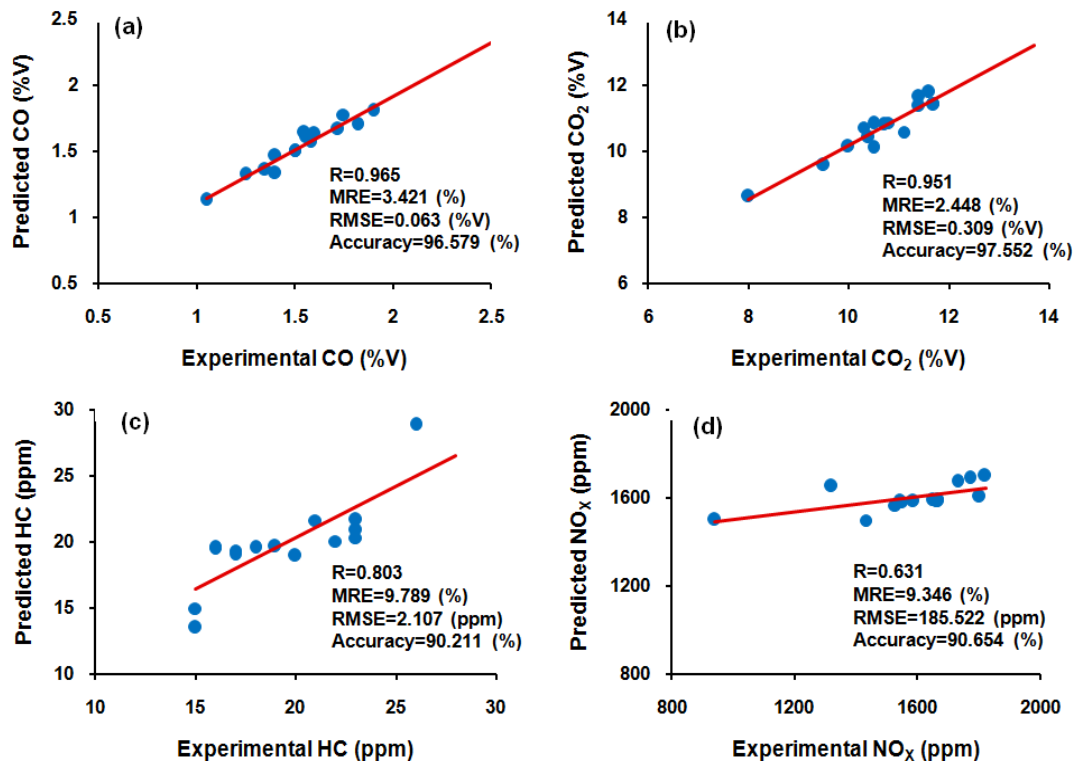 (a)
2.5
2
1.5
1
0.5
0.5 1 1.5 2 2.5
Predicted CO (%V)
Experimental CO (%V)
R=0.965
MRE=3.421 (%)
RMSE=0.063 (%V)
Accuracy=96.579 (%)
(b)
14
12
10
8
6
6 8 10 12 14
Predicted CO2 (%V)
Experimental CO2 (%V)
R=0.951
MRE=2.448 (%)
RMSE=0.309 (%V)
Accuracy=97.552 (%)
(c)
30
25
20
15
10
10 15 20 25 30
Predicted HC (ppm)
Experimental HC (ppm)
R=0.803
MRE=9.789 (%)
RMSE=2.107 (ppm)
Accuracy=90.211 (%)
(d)
2000
1600
1200
800
800 1200 1600 2000
Predicted NOX (ppm)
Experimental NOX (ppm)
R=0.631
MRE=9.346 (%)
RMSE=185.522 (ppm)
Accuracy=90.654 (%)